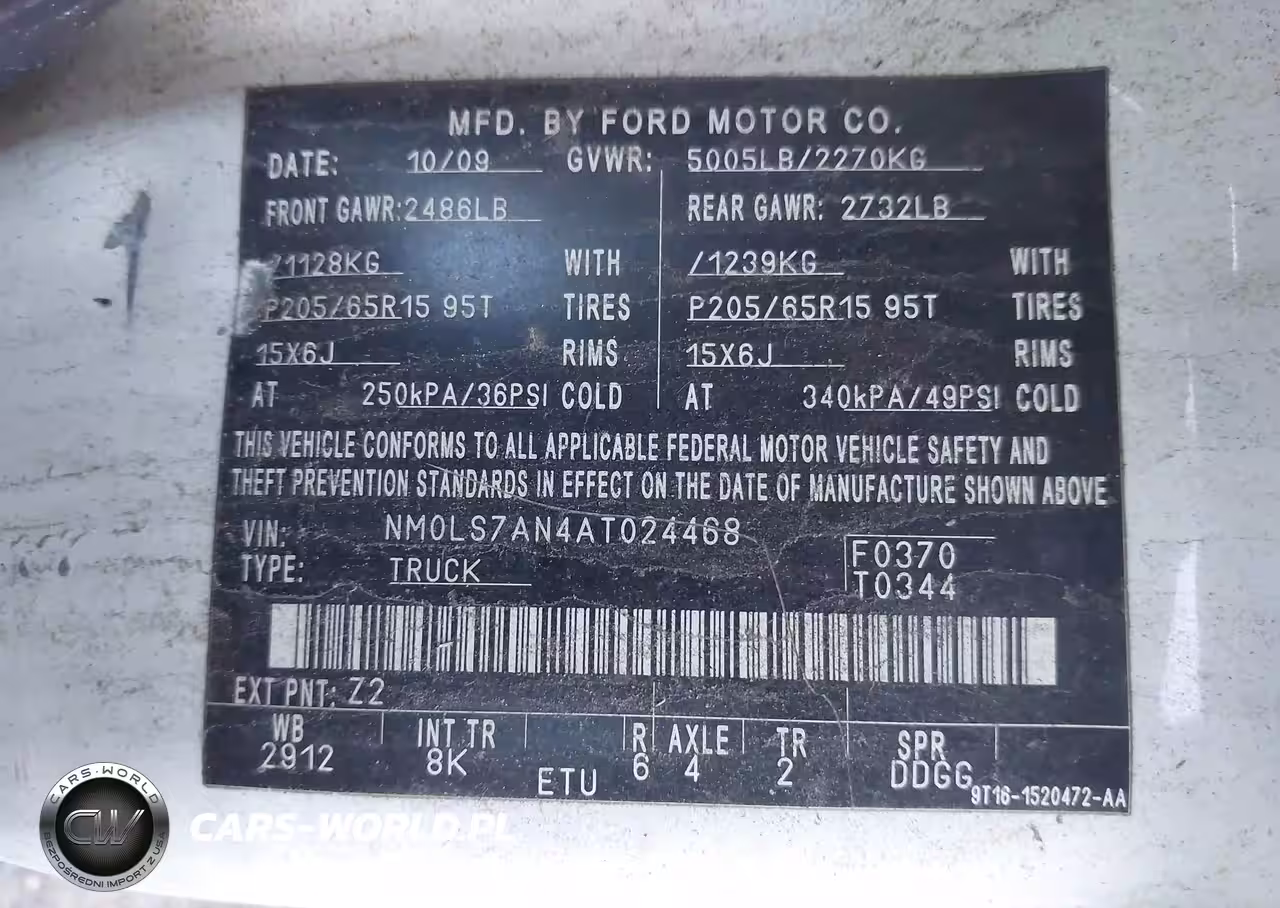 MFD. BY FORD MOTOR CO.
DATE: 10/09 GVWR: 5005LB/2270KG
FRONT GAWR: 2486LB REAR GAWR: 2732LB
/1128KG WITH /1239KG WITH
P205/65R15 95T TIRES P205/65R15 95T TIRES
15X6J RIMS 15X6J RIMS
AT 250kPA/36PSI COLD AT 340kPA/49PSI COLD
THIS VEHICLE CONFORMS TO ALL APPLICABLE FEDERAL MOTOR VEHICLE SAFETY AND
THEFT PREVENTION STANDARDS IN EFFECT ON THE DATE OF MANUFACTURE SHOWN ABOVE
VIN: NM0LS7AN4AT024468
TYPE: TRUCK
F0370
T0344
EXT PNT: Z2
WB INT TR R AXLE TR SPR
2912 8K ETU 6 4 2 DDGG
9T16-1520472-AA
1
CARS-WORLD
CW
BEZPOŚREDNI IMPORT Z USA
CARS-WORLD.PL